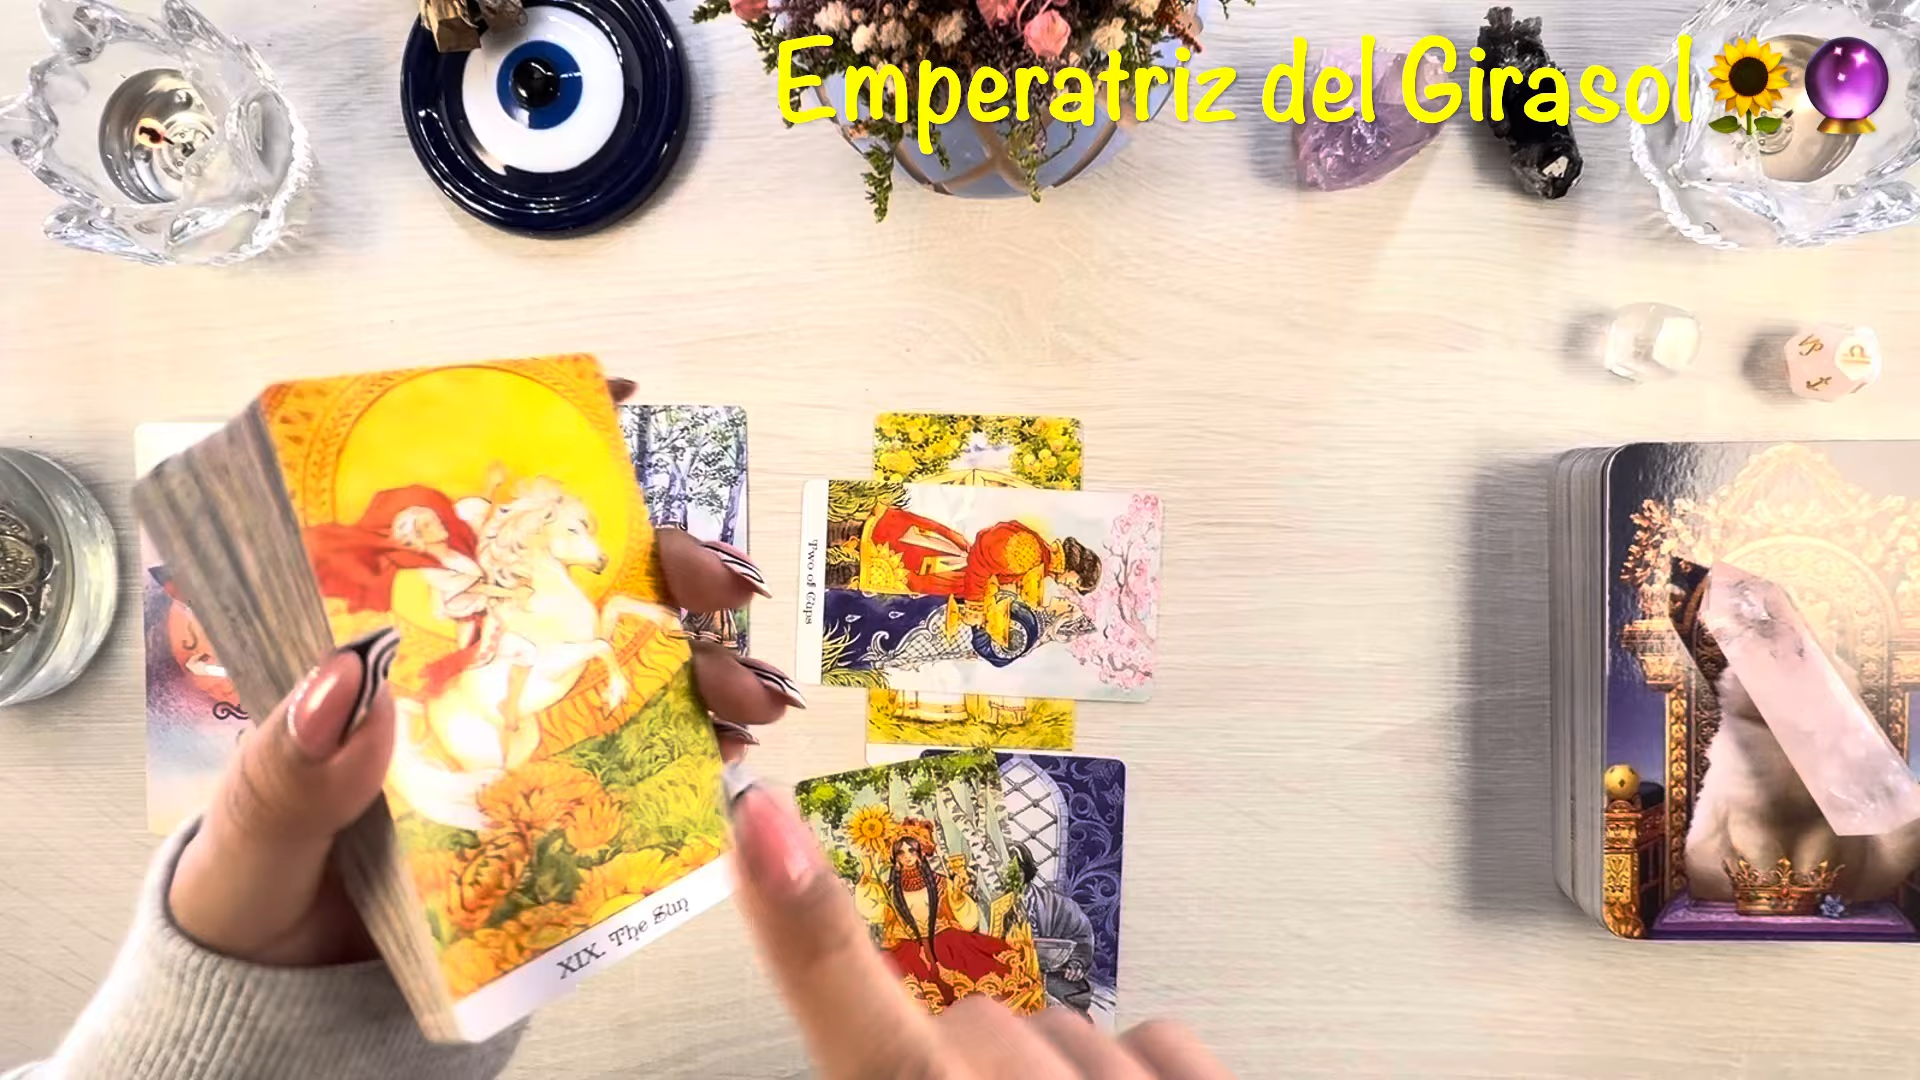 Emperatriz del Girasol🌻🔮
Two of Cups
XIX. The Sun